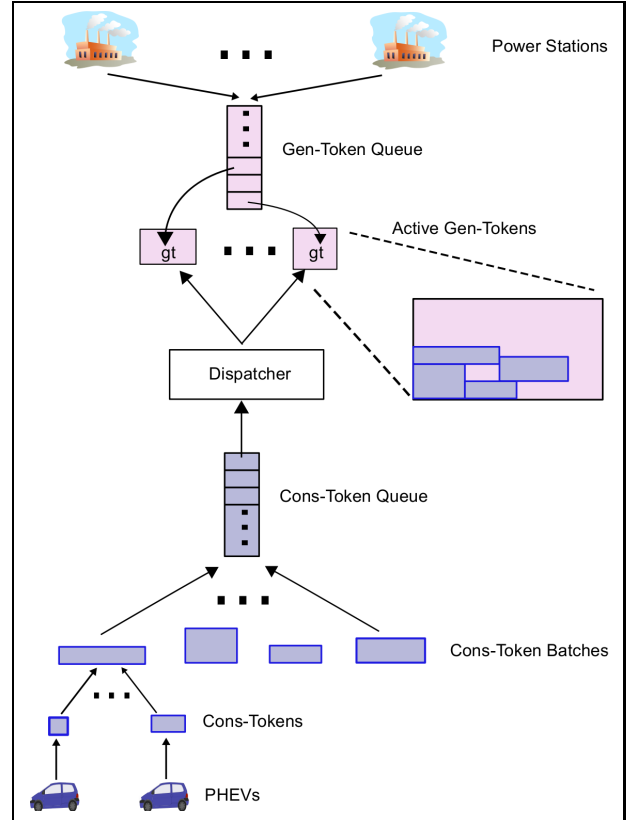 Power Stations
Gen-Token Queue
Active Gen-Tokens
gt
gt
Dispatcher
Cons-Token Queue
Cons-Token Batches
Cons-Tokens
PHEVs